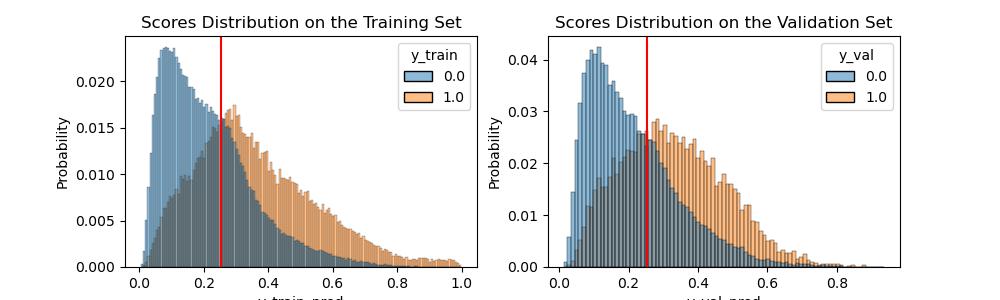 Scores Distribution on the Training Set
Scores Distribution on the Validation Set
y_train
0.0
1.0
y_val
0.0
1.0
Probability
0.020
0.015
0.010
0.005
0.000
0.0 0.2 0.4 0.6 0.8 1.0
y_train_pred
Probability
0.04
0.03
0.02
0.01
0.00
0.0 0.2 0.4 0.6 0.8
y_val_pred